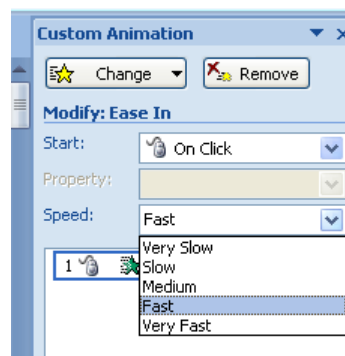 Custom Animation
Change
Remove
Modify: Ease In
Start:
On Click
Property:
Speed:
Fast
Very Slow
1
Slow
Medium
Fast
Very Fast